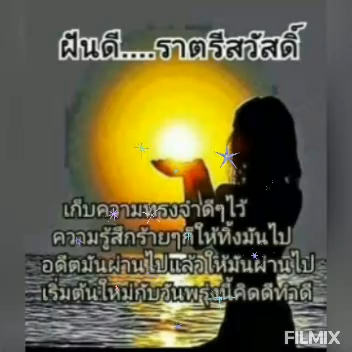 ฝันดี....ราตรีสวัสดิ์
เก็บความทรงจำดีๆไว้
ความรู้สึกร้ายๆก็ให้ทิ้งมันไป
อดีตมันผ่านไปแล้วให้มันผ่านไป
เริ่มต้นใหม่กับวันพรุ่งนี้คิดดีทำดี
FILMIX